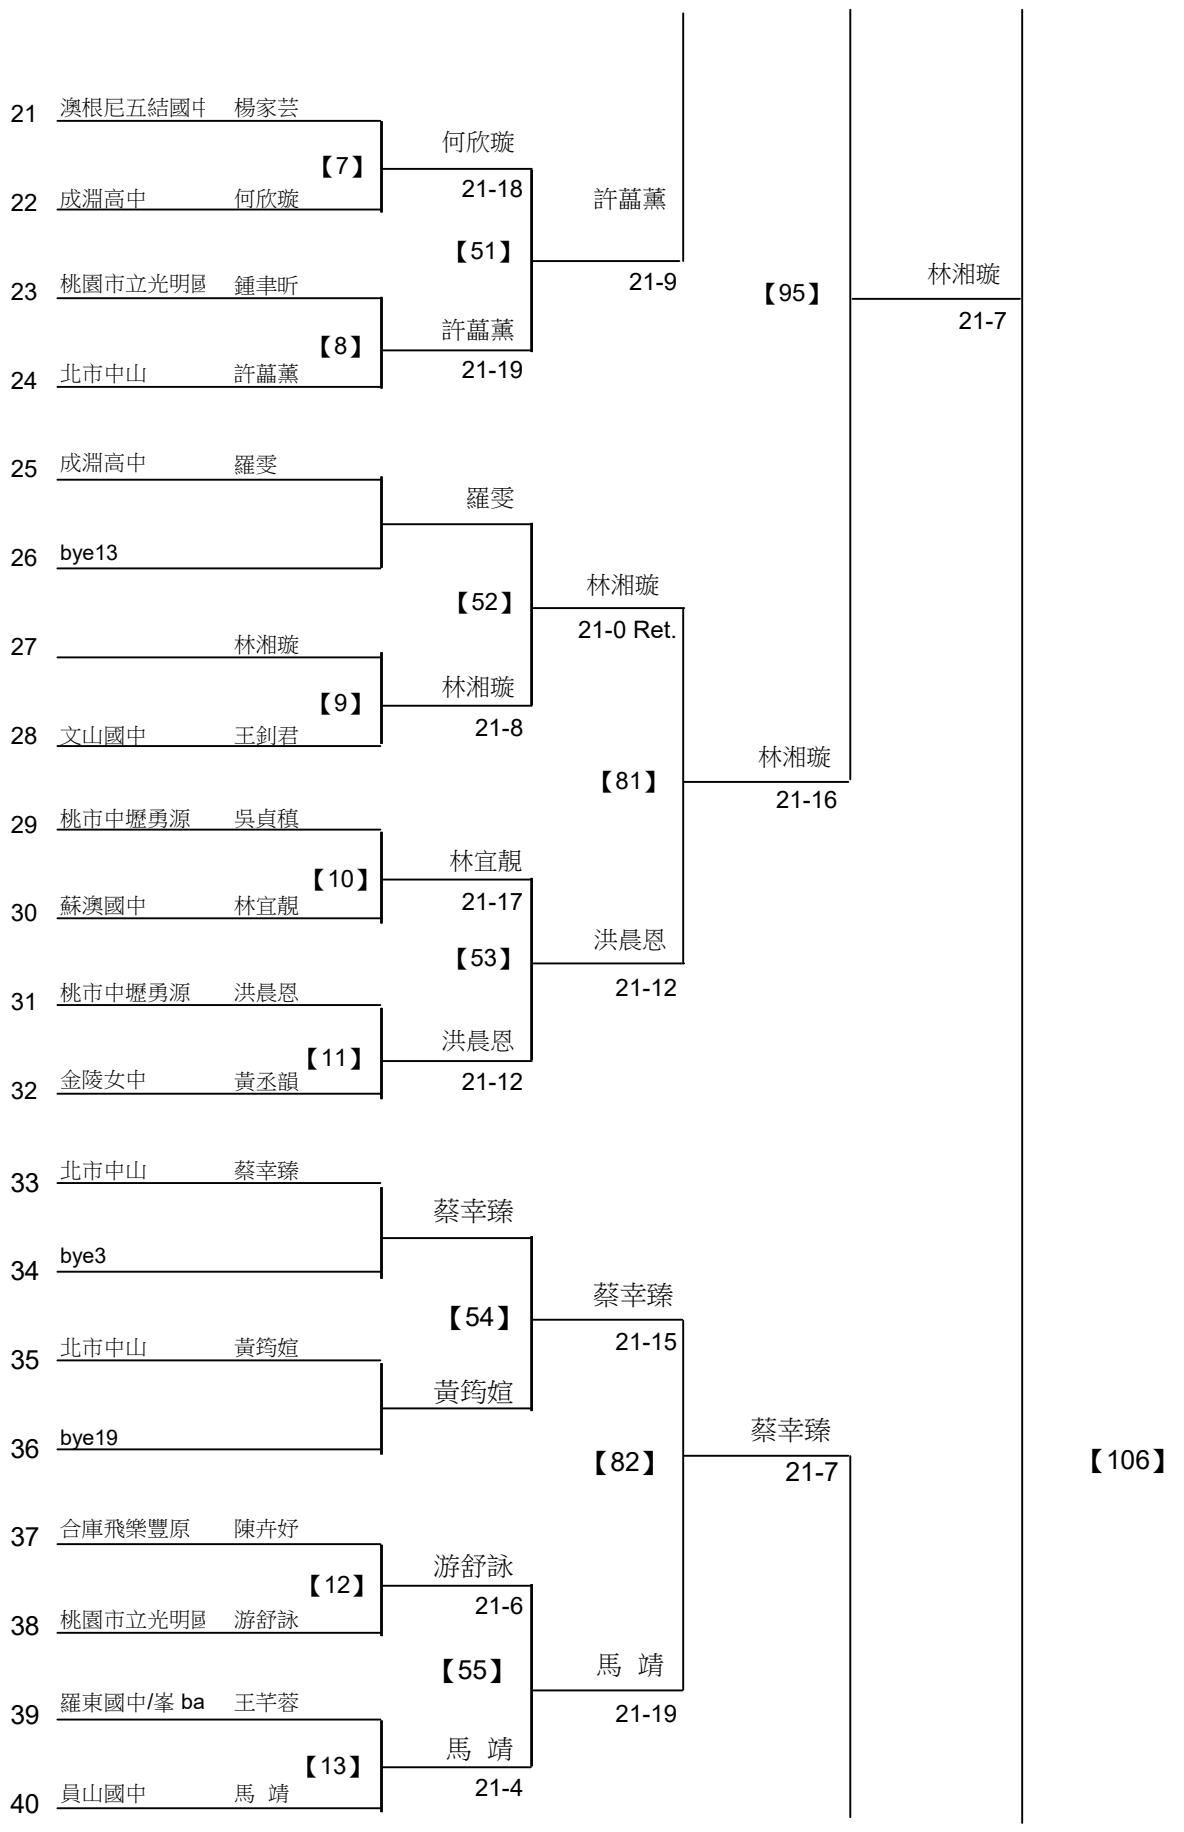 21 澳根尼五結國中 楊家芸
何欣璇
【7】
21-18
22 成淵高中 何欣璇
許藟薰
【51】
23 桃園市立光明國 鍾聿昕
21-9
【95】
林湘璇
21-7
【8】
許藟薰
21-19
24 北市中山 許藟薰
25 成淵高中 羅雯
羅雯
26 bye13
【52】
林湘璇
21-0 Ret.
27 林湘璇
【9】
林湘璇
21-8
28 文山國中 王釗君
【81】
林湘璇
21-16
29 桃市中壢勇源 吳貞稹
【10】
林宜靚
21-17
30 蘇澳國中 林宜靚
【53】
洪晨恩
21-12
31 桃市中壢勇源 洪晨恩
【11】
洪晨恩
21-12
32 金陵女中 黃丞韻
33 北市中山 蔡幸臻
蔡幸臻
34 bye3
【54】
蔡幸臻
21-15
35 北市中山 黃筠媗
黃筠媗
36 bye19
【82】
蔡幸臻
21-7
【106】
37 合庫飛樂豐原 陳卉妤
【12】
游舒詠
21-6
38 桃園市立光明國 游舒詠
【55】
馬 靖
21-19
39 羅東國中/峯 ba 王芊蓉
【13】
馬 靖
21-4
40 員山國中 馬 靖